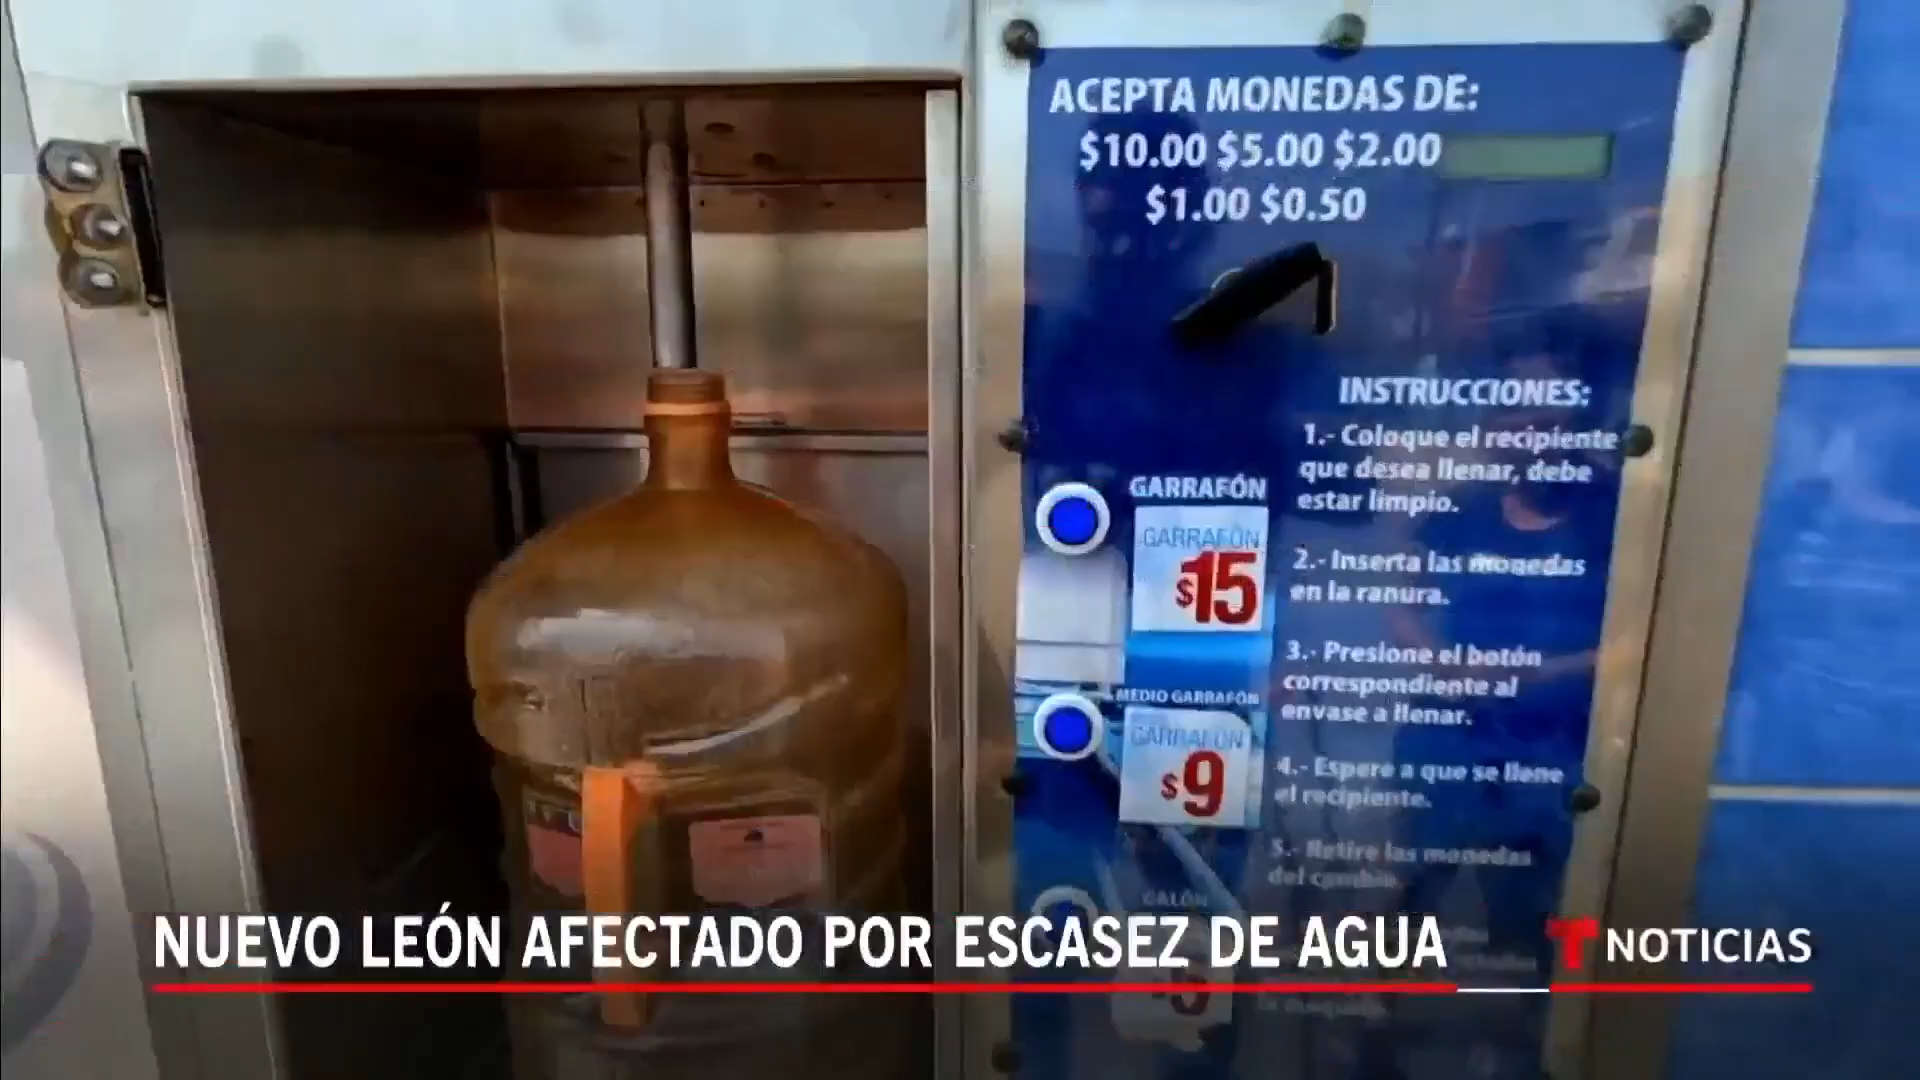 ACEPTA MONEDAS DE:
$10.00 $5.00 $2.00
$1.00 $0.50
INSTRUCCIONES:
1.- Coloque el recipiente
que desea llenar, debe
estar limpio.
2.- Inserta las monedas
en la ranura.
3.- Presione el botón
correspondiente al
envase a llenar.
4.- Espere a que se llene
el recipiente.
5.- Retire las monedas
del cambio.
GARRAFÓN
GARRAFÓN
$15
MEDIO GARRAFÓN
GARRAFÓN
$9
GALÓN
NUEVO LEÓN AFECTADO POR ESCASEZ DE AGUA
NOTICIAS